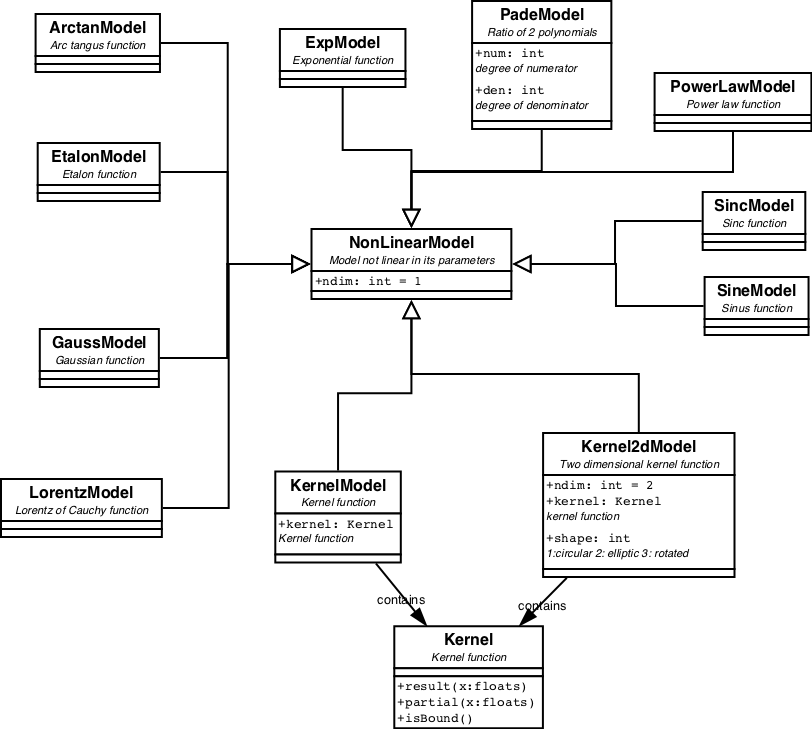 ArctanModel
Arc tangus function
ExpModel
Exponential function
PadeModel
Ratio of 2 polynomials
+num: int
degree of numerator
+den: int
degree of denominator
PowerLawModel
Power law function
EtalonModel
Etalon function
SincModel
Sinc function
NonLinearModel
Model not linear in its parameters
+ndim: int = 1
SineModel
Sinus function
GaussModel
Gaussian function
LorentzModel
Lorentz of Cauchy function
KernelModel
Kernel function
+kernel: Kernel
Kernel function
Kernel2dModel
Two dimensional kernel function
+ndim: int = 2
+kernel: Kernel
kernel function
+shape: int
1:circular 2: elliptic 3: rotated
contains
contains
Kernel
Kernel function
+result(x:floats)
+partial(x:floats)
+isBound()